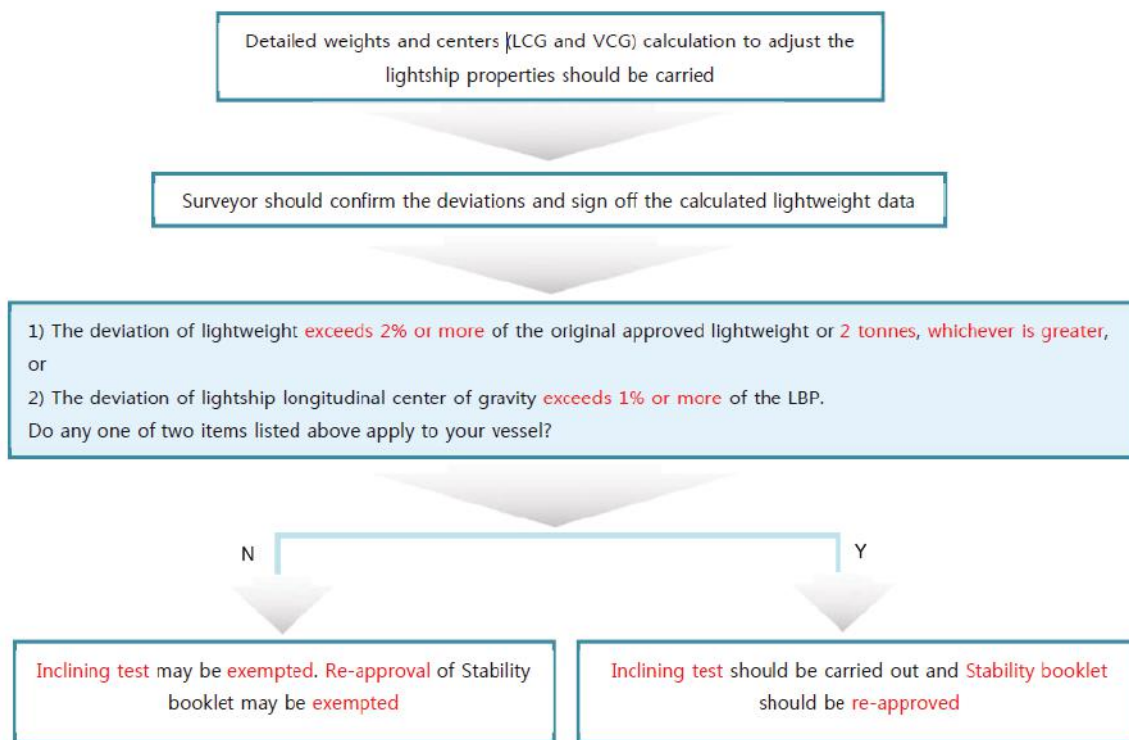 Detailed weights and centers (LCG and VCG) calculation to adjust the
lightship properties should be carried
Surveyor should confirm the deviations and sign off the calculated lightweight data
1) The deviation of lightweight exceeds 2% or more of the original approved lightweight or 2 tonnes, whichever is greater,
or
2) The deviation of lightship longitudinal center of gravity exceeds 1% or more of the LBP.
Do any one of two items listed above apply to your vessel?
N
Y
Inclining test may be exempted. Re-approval of Stability
booklet may be exempted
Inclining test should be carried out and Stability booklet
should be re-approved